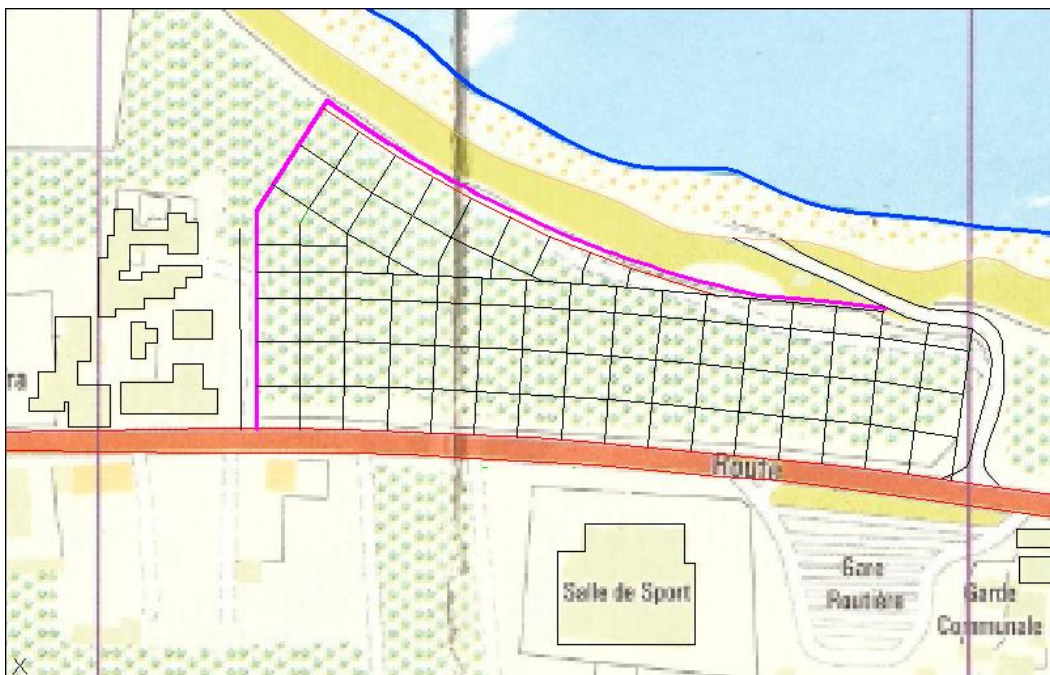 ra
Route
Salle de Sport
Gare
Routière
Garde
Communale
X